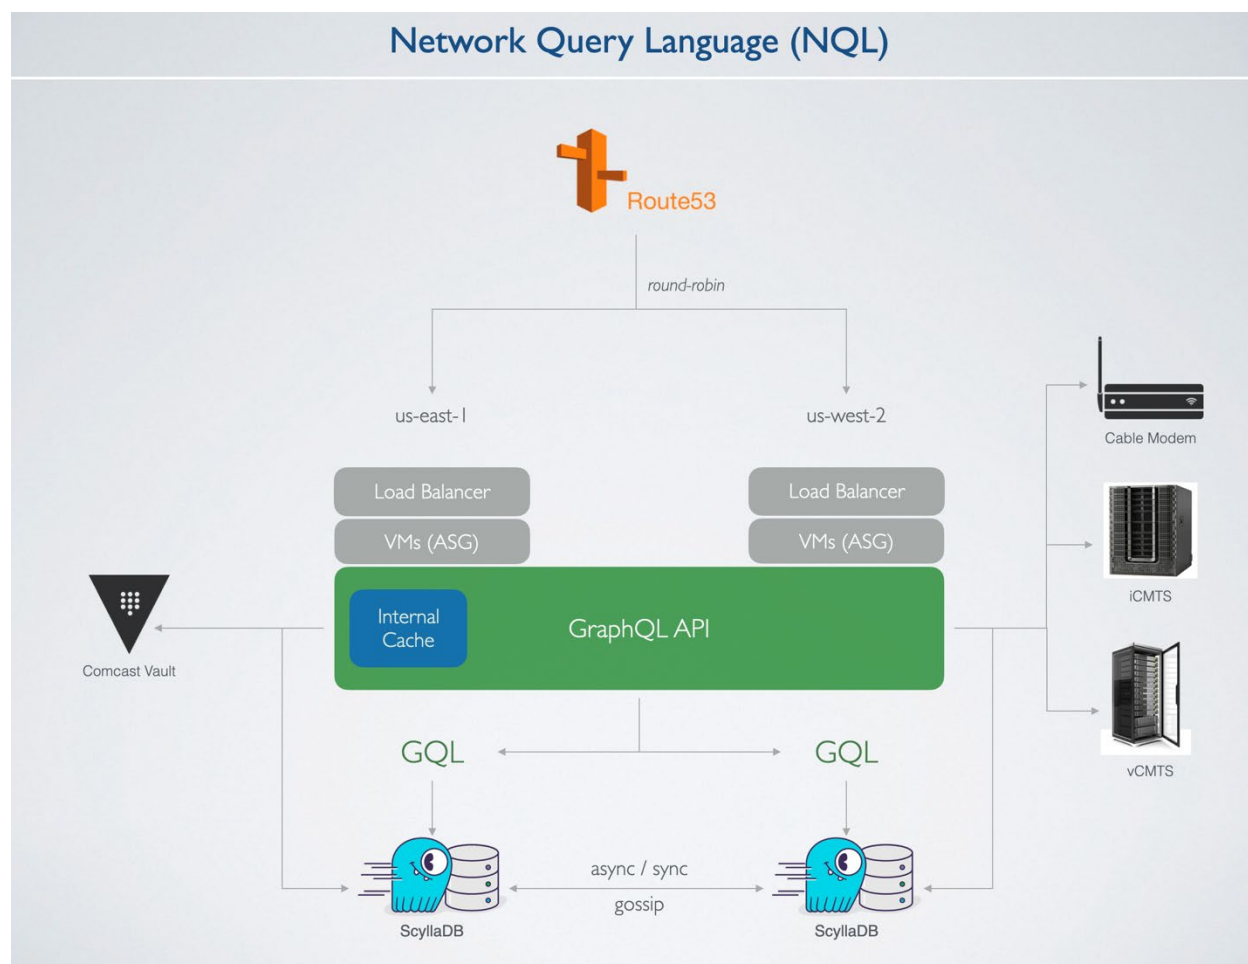 Network Query Language (NQL)
Route53
round-robin
us-east-1
us-west-2
Cable Modem
Load Balancer
Load Balancer
VMs (ASG)
VMs (ASG)
iCMTS
Internal
Cache
GraphQL API
Comcast Vault
GQL
GQL
vCMTS
async / sync
gossip
ScyllaDB
ScyllaDB